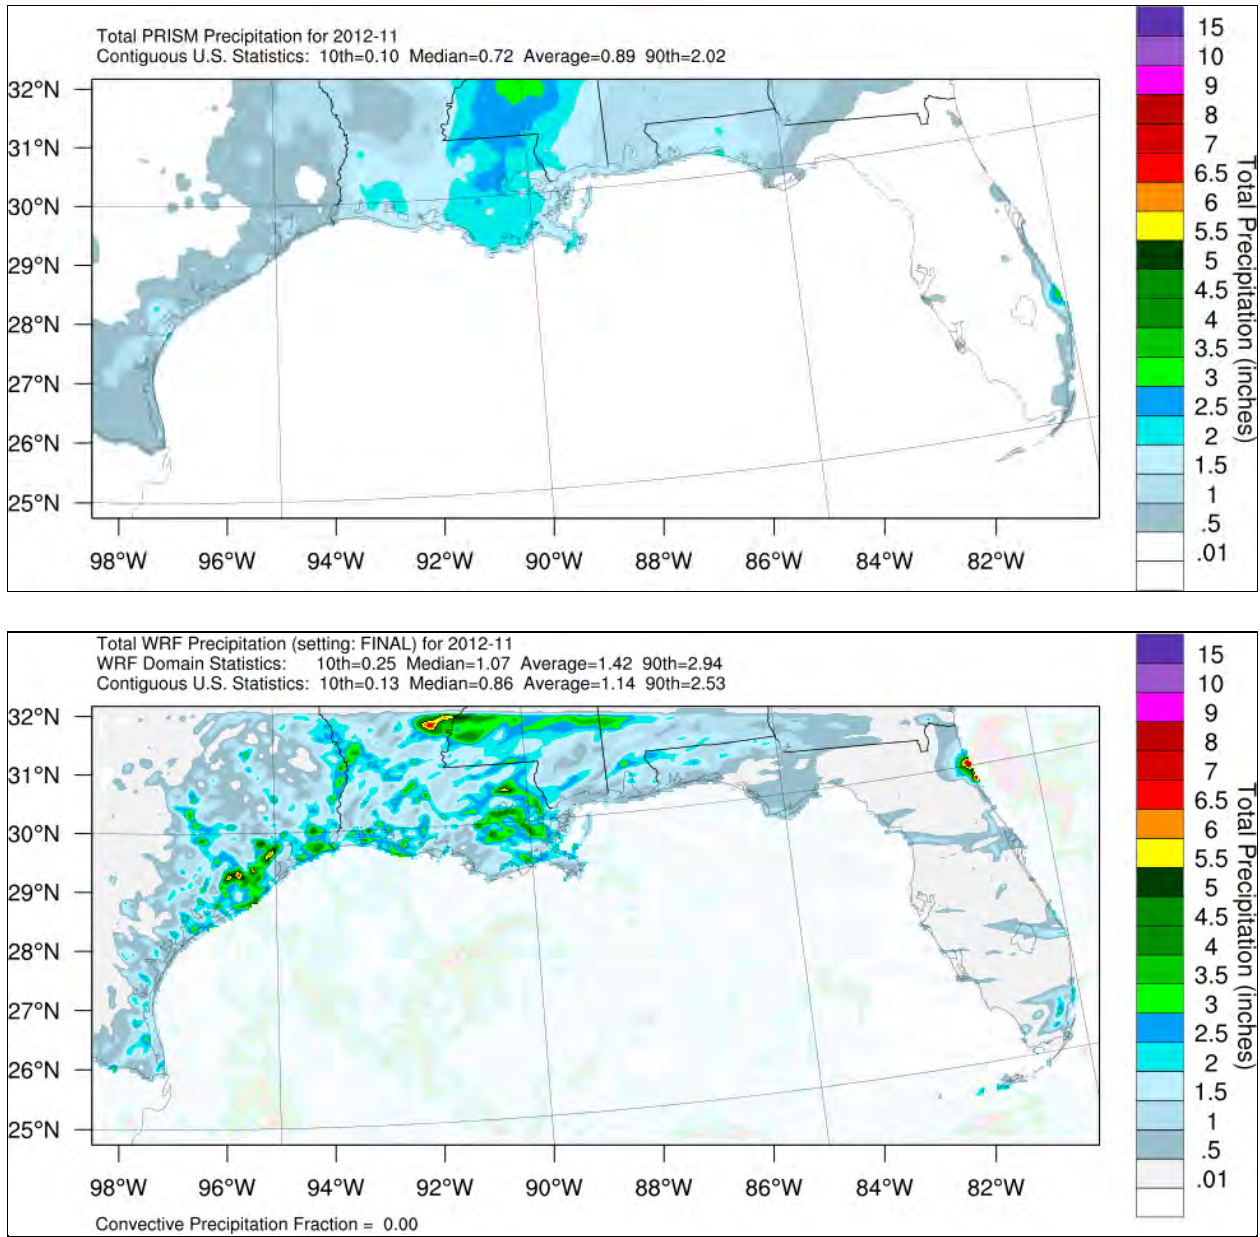 Total PRISM Precipitation for 2012-11
Contiguous U.S. Statistics: 10th=0.10 Median=0.72 Average=0.89 90th=2.02
32°N
31°N
30°N
29°N
28°N
27°N
26°N
25°N
98°W 96°W 94°W 92°W 90°W 88°W 86°W 84°W 82°W
15
10
9
8
7
6.5
6
5.5
5
4.5
4
3.5
3
2.5
2
1.5
1
.5
.01
Total Precipitation (inches)
Total WRF Precipitation (setting: FINAL) for 2012-11
WRF Domain Statistics: 10th=0.25 Median=1.07 Average=1.42 90th=2.94
Contiguous U.S. Statistics: 10th=0.13 Median=0.86 Average=1.14 90th=2.53
32°N
31°N
30°N
29°N
28°N
27°N
26°N
25°N
98°W 96°W 94°W 92°W 90°W 88°W 86°W 84°W 82°W
15
10
9
8
7
6.5
6
5.5
5
4.5
4
3.5
3
2.5
2
1.5
1
.5
.01
Total Precipitation (inches)
Convective Precipitation Fraction = 0.00